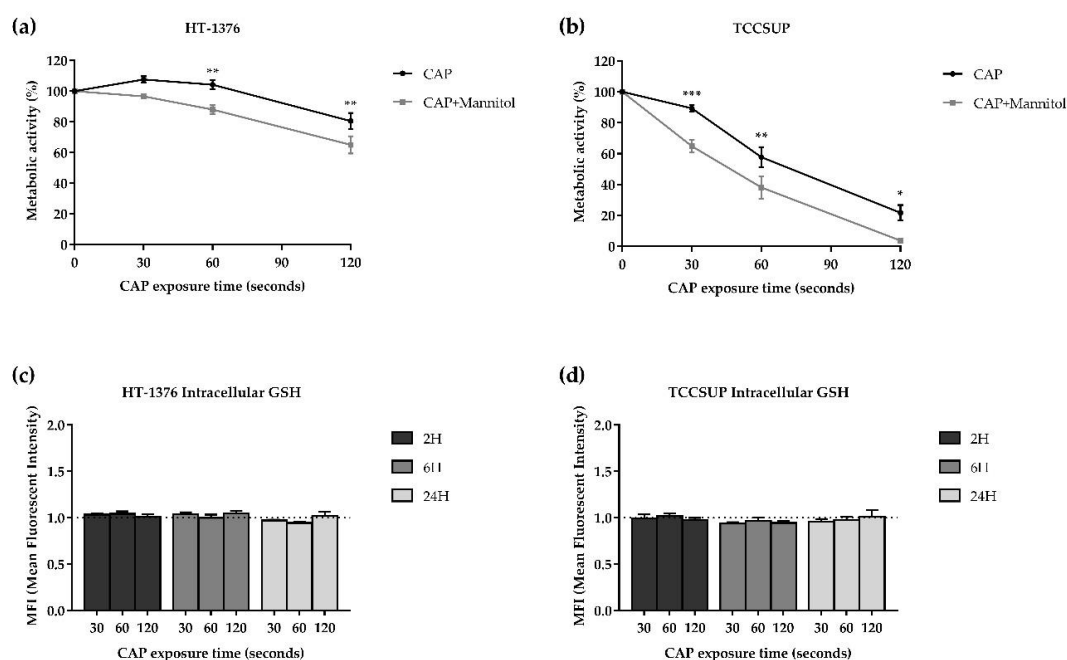 (a)
HT-1376
Metabolic activity (%)
120
100
80
60
40
20
0
**
**
0 30 60 90 120
CAP exposure time (seconds)
CAP
CAP+Mannitol
(b)
TCCSUP
Metabolic activity (%)
120
100
80
60
40
20
0
***
**
*
0 30 60 90 120
CAP exposure time (seconds)
CAP
CAP+Mannitol
(c)
HT-1376 Intracellular GSH
MFI (Mean Fluorescent Intensity)
2.0
1.5
1.0
0.5
0.0
30 60 120 30 60 120 30 60 120
CAP exposure time (seconds)
2H
6H
24H
(d)
TCCSUP Intracellular GSH
MFI (Mean Fluorescent Intensity)
2.0
1.5
1.0
0.5
0.0
30 60 120 30 60 120 30 60 120
CAP exposure time (seconds)
2H
6H
24H